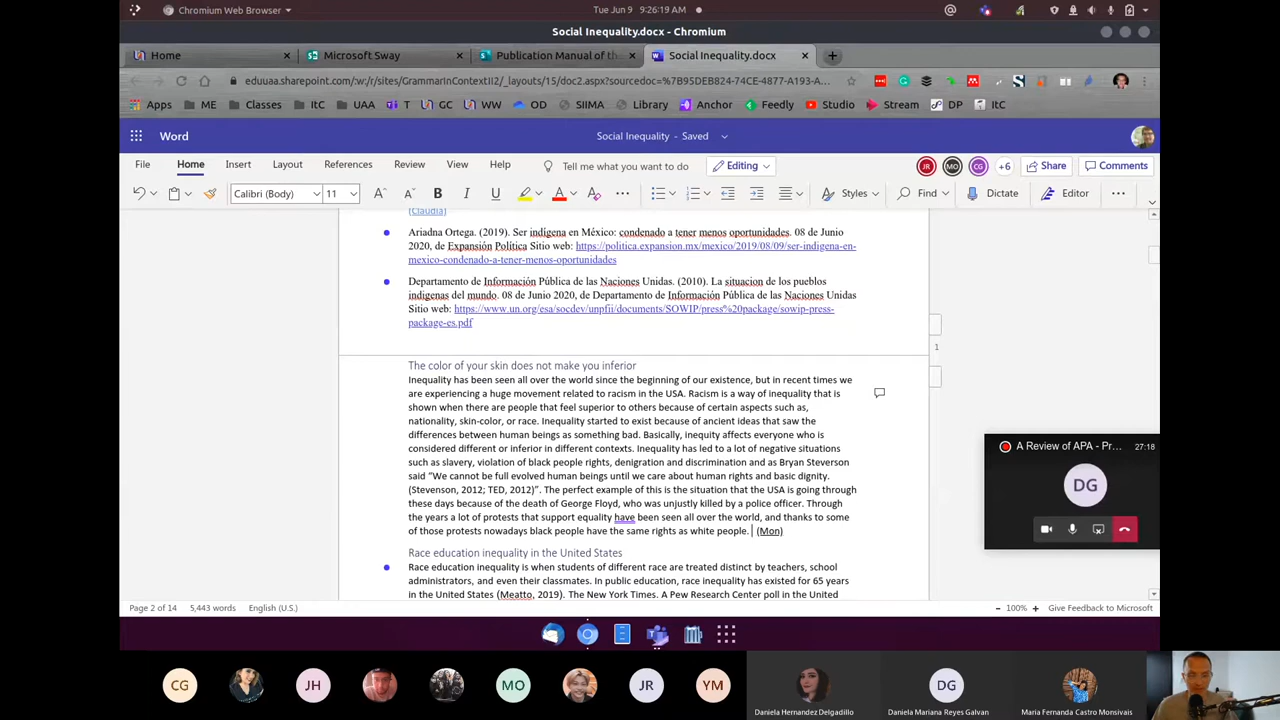 Chromium Web Browser
Tue Jun 9 9:26:19 AM
Social Inequality.docx - Chromium
Home
Microsoft Sway
Publication Manual of th
Social Inequality.docx
eduuaa.sharepoint.com/:w:/r/sites/GrammarInContextII2/_layouts/15/doc2.aspx?sourcedoc=%7B95DEB824-74CE-4877-A193-A...
Apps
ME
Classes
ItC
UAA
T
GC
WW
OD
SIIMA
Library
Anchor
Feedly
Studio
Stream
DP
ItC
Word
Social Inequality - Saved
File
Home
Insert
Layout
References
Review
View
Help
Tell me what you want to do
Editing
JR
MO
CG
+6
Share
Comments
Calibri (Body)
11
B
I
U
Styles
Find
Dictate
Editor
(Claudia)
Ariadna Ortega. (2019). Ser indígena en México: condenado a tener menos oportunidades. 08 de Junio
2020, de Expansión Política Sitio web: https://politica.expansion.mx/mexico/2019/08/09/ser-indigena-en-
mexico-condenado-a-tener-menos-oportunidades
Departamento de Información Pública de las Naciones Unidas. (2010). La situacion de los pueblos
indígenas del mundo. 08 de Junio 2020, de Departamento de Información Pública de las Naciones Unidas
Sitio web: https://www.un.org/esa/socdev/unpfii/documents/SOWIP/press%20package/sowip-press-
package-es.pdf
1
The color of your skin does not make you inferior
Inequality has been seen all over the world since the beginning of our existence, but in recent times we
are experiencing a huge movement related to racism in the USA. Racism is a way of inequality that is
shown when there are people that feel superior to others because of certain aspects such as,
nationality, skin-color, or race. Inequality started to exist because of ancient ideas that saw the
differences between human beings as something bad. Basically, inequity affects everyone who is
considered different or inferior in different contexts. Inequality has led to a lot of negative situations
such as slavery, violation of black people rights, denigration and discrimination and as Bryan Steverson
said “We cannot be full evolved human beings until we care about human rights and basic dignity.
(Stevenson, 2012; TED, 2012)”. The perfect example of this is the situation that the USA is going through
these days because of the death of George Floyd, who was unjustly killed by a police officer. Through
the years a lot of protests that support equality have been seen all over the world, and thanks to some
of those protests nowadays black people have the same rights as white people. (Mon)
Race education inequality in the United States
Race education inequality is when students of different race are treated distinct by teachers, school
administrators, and even their classmates. In public education, race inequality has existed for 65 years
in the United States (Meatto, 2019). The New York Times. A Pew Research Center poll in the United
A Review of APA - Pr...
27:18
DG
Page 2 of 14
5,443 words
English (U.S.)
100%
Give Feedback to Microsoft
CG
JH
MO
JR
YM
DG
Daniela Hernandez Delgadillo
Daniela Mariana Reyes Galvan
Maria Fernanda Castro Monsivais